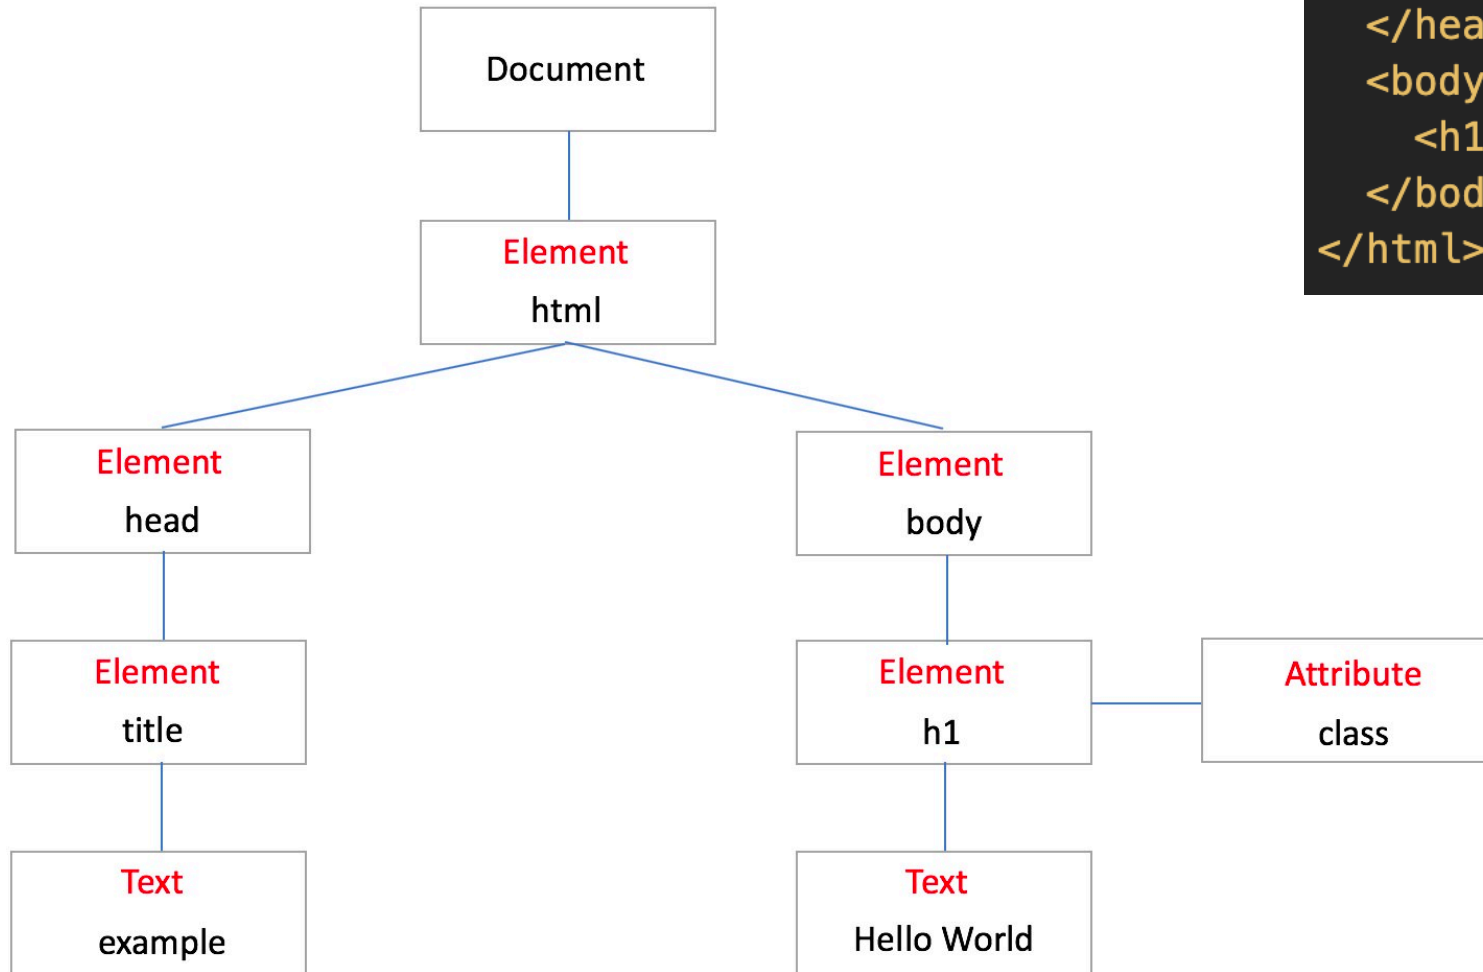 Document
Element
html
Element
head
Element
body
Element
title
Element
h1
Attribute
class
Text
example
Text
Hello World
</hea
<body
<h1
</bod
</html>